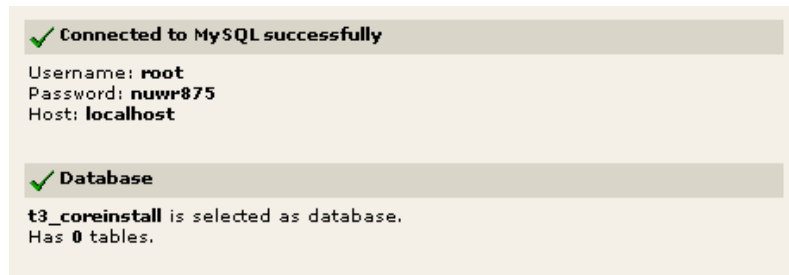 Connected to MySQL successfully
Username: root
Password: nuwr875
Host: localhost
Database
t3_coreinstall is selected as database.
Has 0 tables.